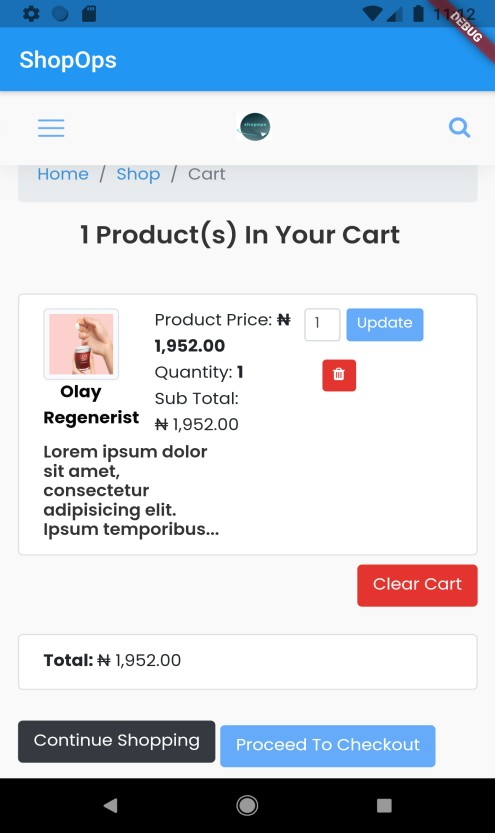 11:12
DEBUG
ShopOps
shopops
Home / Shop / Cart
1 Product(s) In Your Cart
Product Price: ₦
1,952.00
Quantity: 1
Sub Total:
₦ 1,952.00
1
Update
Olay
Regenerist
Lorem ipsum dolor
sit amet,
consectetur
adipisicing elit.
Ipsum temporibus...
Clear Cart
Total: ₦ 1,952.00
Continue Shopping
Proceed To Checkout